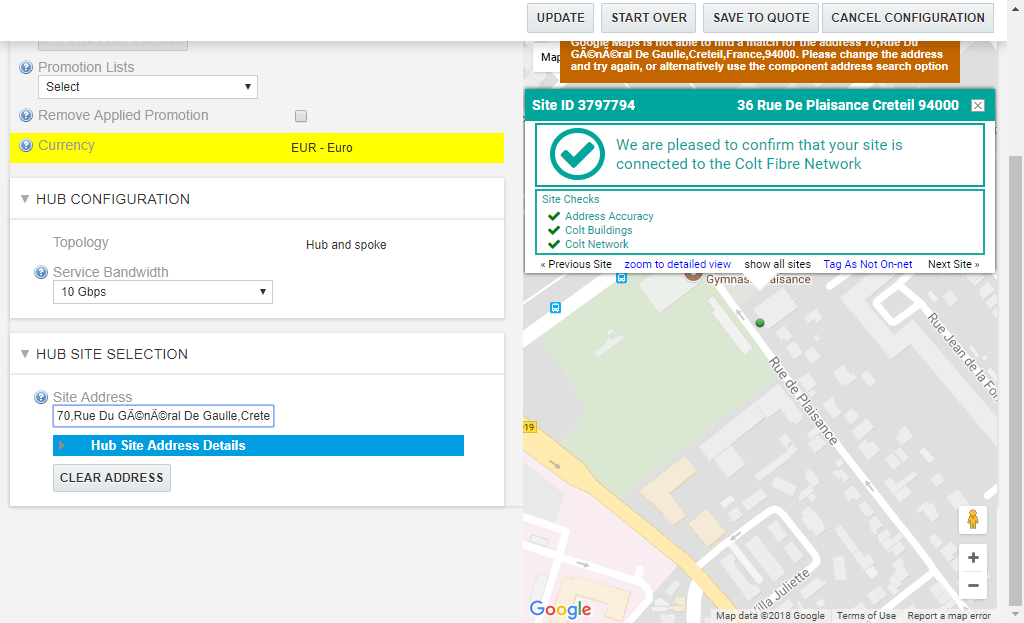 UPDATE
START OVER
SAVE TO QUOTE
CANCEL CONFIGURATION
Promotion Lists
Select
Remove Applied Promotion
Currency
EUR - Euro
HUB CONFIGURATION
Topology
Hub and spoke
Service Bandwidth
10 Gbps
HUB SITE SELECTION
Site Address
70,Rue Du GÃ©nÃ©ral De Gaulle,Crete
Hub Site Address Details
CLEAR ADDRESS
Map
Google Maps is not able to find a match for the address 70,Rue Du
GÃ©nÃ©ral De Gaulle,Creteil,France,94000. Please change the address
and try again, or alternatively use the component address search option
Site ID 3797794
36 Rue De Plaisance Creteil 94000
We are pleased to confirm that your site is
connected to the Colt Fibre Network
Site Checks
Address Accuracy
Colt Buildings
Colt Network
« Previous Site
zoom to detailed view
show all sites
Tag As Not On-net
Next Site »
Rue de Plaisance
Rue Jean de la Fon
19
Villa Juliette
Google
Map data ©2018 Google
Terms of Use
Report a map error